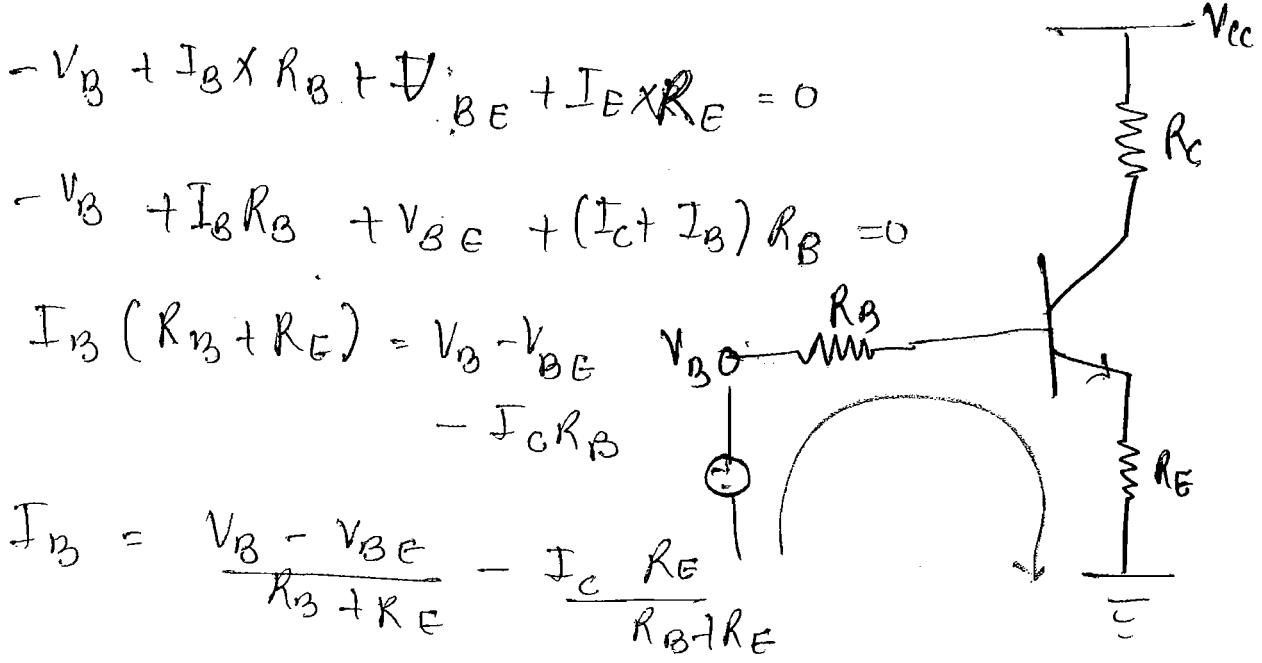 - V_B + I_B × R_B + V_BE + I_E × R_E = 0
- V_B + I_B R_B + V_BE + (I_C + I_B) R_B = 0
I_B (R_B + R_E) = V_B - V_BE
- I_C R_B
I_B = V_B - V_BE / R_B + R_E - I_C R_E / R_B + R_E
V_CC
R_C
R_B
V_B
R_E